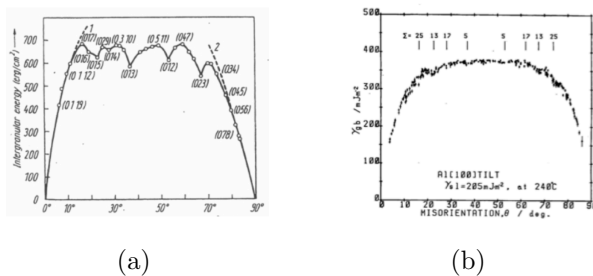 Intergranular energy (erg/cm²)
700
600
500
400
300
200
100
0°
10°
30°
50°
70°
90°
1
2
(017)
(016)
(015)
(029)
(014)
(0 3 10)
(013)
(0 5 11)
(012)
(047)
(023)
(034)
(045)
(056)
(078)
(0 1 12)
(0 1 19)
(a)
γgb / mJm⁻²
500
400
300
200
100
0
Σ= 25 13 17 5 5 17 13 25
Al[100]TILT
γsl=205mJm⁻², at 240℃
0 10 20 30 40 50 60 70 80 90
MISORIENTATION,θ / deg.
(b)